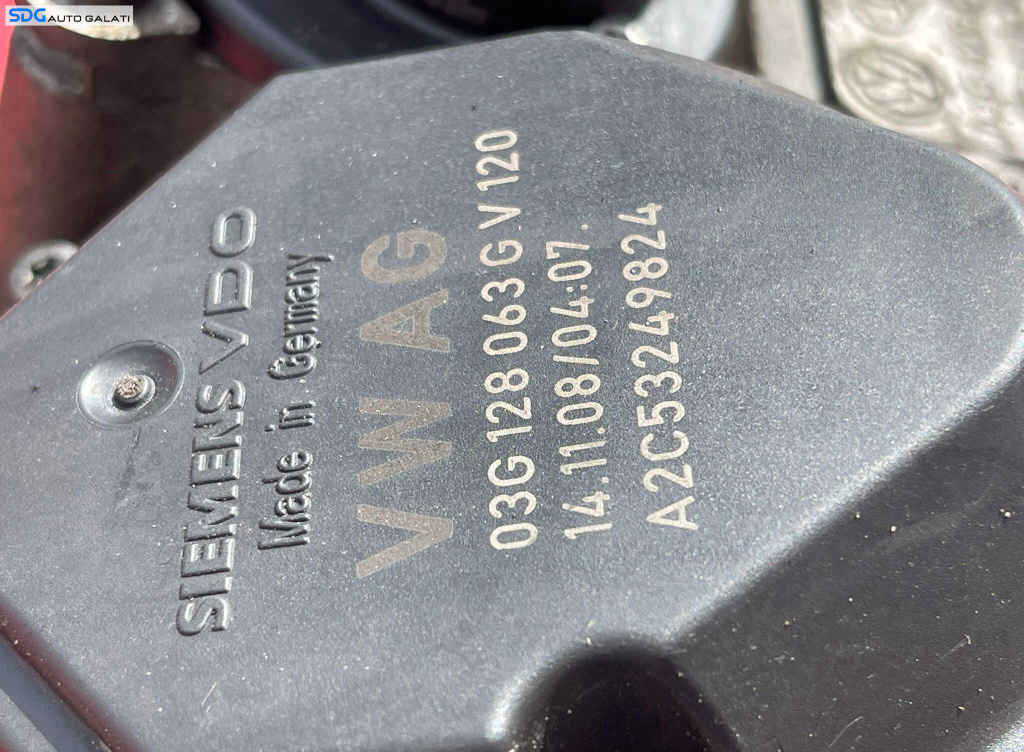 SDG AUTO GALATI
SIEMENS VDO
Made in Germany
VW AG
03G 128 063 G V 120
14.11.08/04:07.
A2C53249824